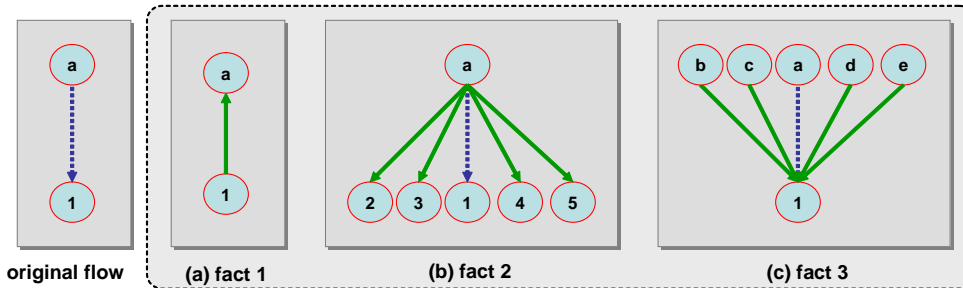 a
1
original flow
a
1
(a) fact 1
a
2 3 1 4 5
(b) fact 2
b c a d e
1
(c) fact 3